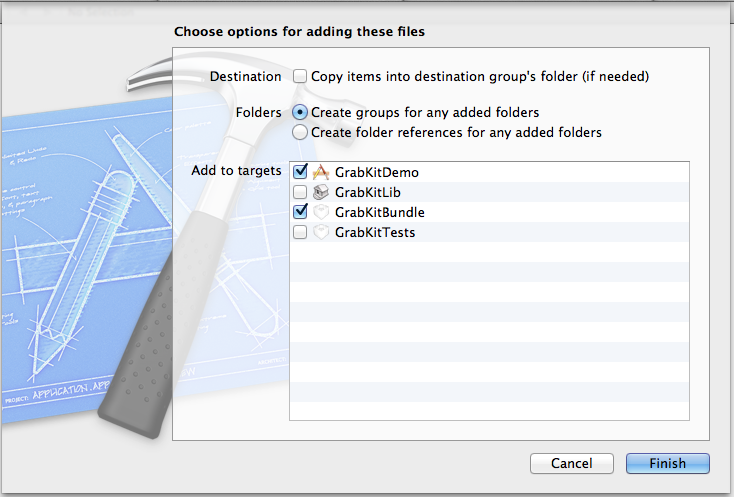 Choose options for adding these files
Destination Copy items into destination group's folder (if needed)
Folders Create groups for any added folders
Create folder references for any added folders
Add to targets GrabKitDemo
GrabKitLib
GrabKitBundle
GrabKitTests
PROJECT: APPLICATION.APP
Cancel Finish